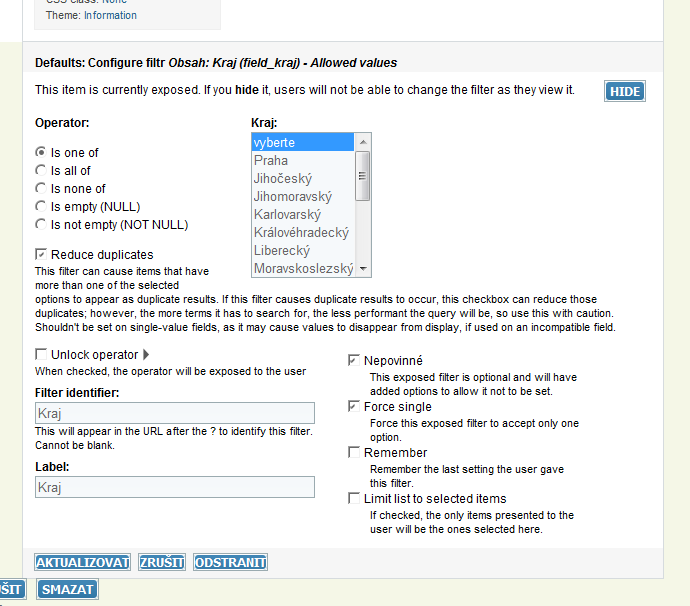 CSS class: None
Theme: Information
Defaults: Configure filtr Obsah: Kraj (field_kraj) - Allowed values
This item is currently exposed. If you hide it, users will not be able to change the filter as they view it.
HIDE
Operator:
Is one of
Is all of
Is none of
Is empty (NULL)
Is not empty (NOT NULL)
Kraj:
vyberte
Praha
Jihočeský
Jihomoravský
Karlovarský
Královéhradecký
Liberecký
Moravskoslezský
Reduce duplicates
This filter can cause items that have
more than one of the selected
options to appear as duplicate results. If this filter causes duplicate results to occur, this checkbox can reduce those
duplicates; however, the more terms it has to search for, the less performant the query will be, so use this with caution.
Shouldn't be set on single-value fields, as it may cause values to disappear from display, if used on an incompatible field.
Unlock operator
When checked, the operator will be exposed to the user
Filter identifier:
Kraj
This will appear in the URL after the ? to identify this filter.
Cannot be blank.
Label:
Kraj
Nepovinné
This exposed filter is optional and will have
added options to allow it not to be set.
Force single
Force this exposed filter to accept only one
option.
Remember
Remember the last setting the user gave
this filter.
Limit list to selected items
If checked, the only items presented to the
user will be the ones selected here.
AKTUALIZOVAT ZRUŠIT ODSTRANIT
ŠIT SMAZAT